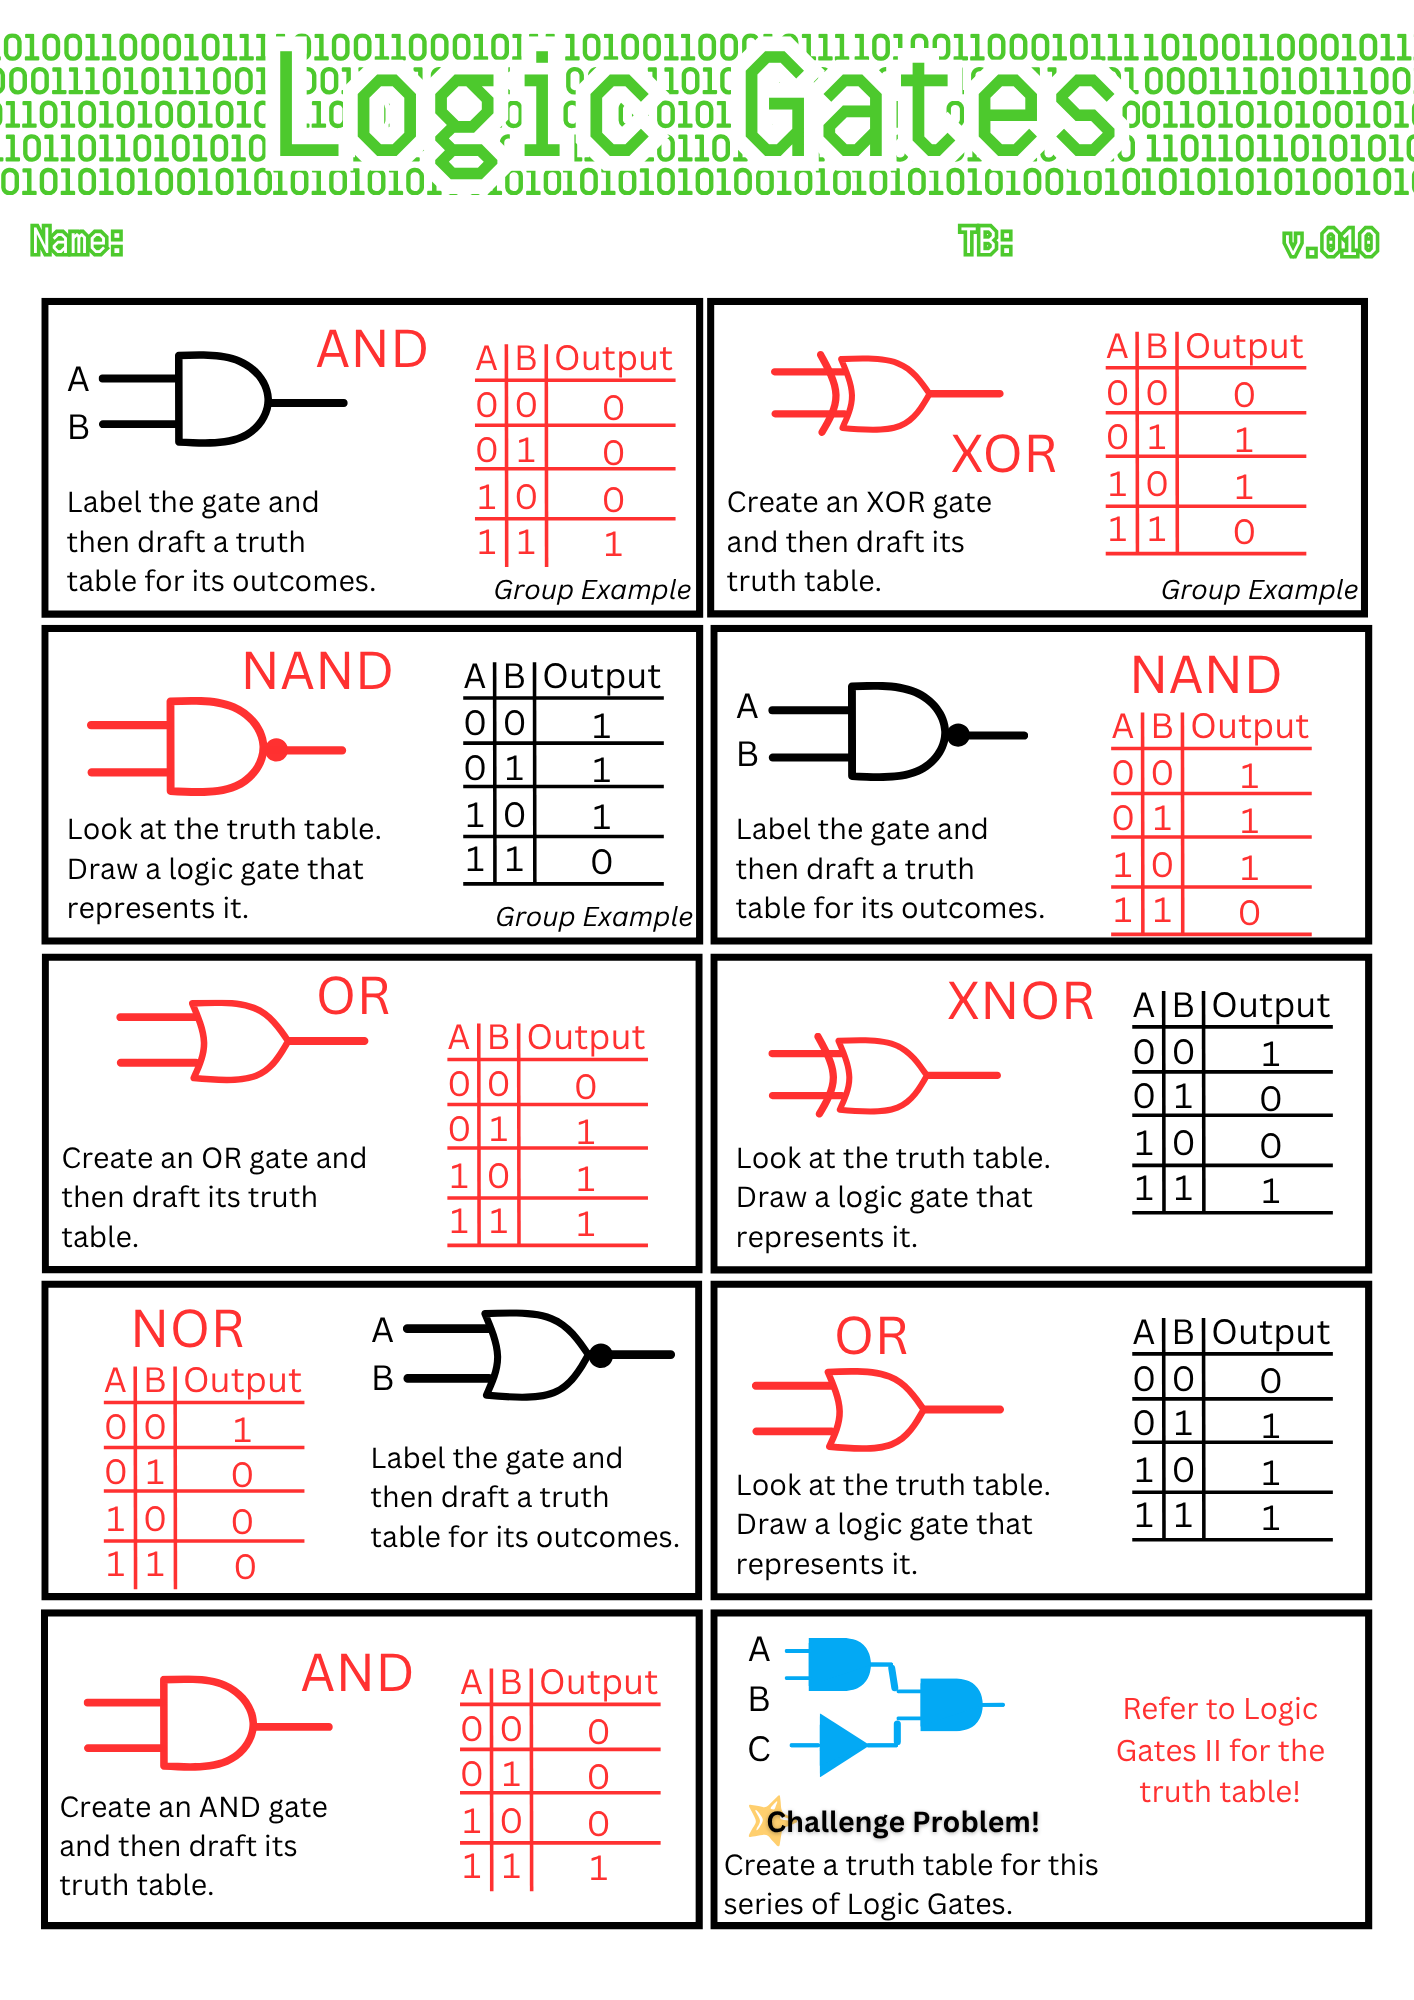 Logic Gates
Name:
TB:
v.010
AND
A
B
A B Output
0 0 0
0 1 0
1 0 0
1 1 1
Label the gate and
then draft a truth
table for its outcomes.
Group Example
XOR
A B Output
0 0 0
0 1 1
1 0 1
1 1 0
Create an XOR gate
and then draft its
truth table.
Group Example
NAND
A B Output
0 0 1
0 1 1
1 0 1
1 1 0
Look at the truth table.
Draw a logic gate that
represents it.
Group Example
A
B
NAND
A B Output
0 0 1
0 1 1
1 0 1
1 1 0
Label the gate and
then draft a truth
table for its outcomes.
OR
A B Output
0 0 0
0 1 1
1 0 1
1 1 1
Create an OR gate and
then draft its truth
table.
XNOR
A B Output
0 0 1
0 1 0
1 0 0
1 1 1
Look at the truth table.
Draw a logic gate that
represents it.
NOR
A B Output
0 0 1
0 1 0
1 0 0
1 1 0
A
B
Label the gate and
then draft a truth
table for its outcomes.
OR
A B Output
0 0 0
0 1 1
1 0 1
1 1 1
Look at the truth table.
Draw a logic gate that
represents it.
AND
A B Output
0 0 0
0 1 0
1 0 0
1 1 1
Create an AND gate
and then draft its
truth table.
A
B
C
Refer to Logic
Gates II for the
truth table!
Challenge Problem!
Create a truth table for this
series of Logic Gates.